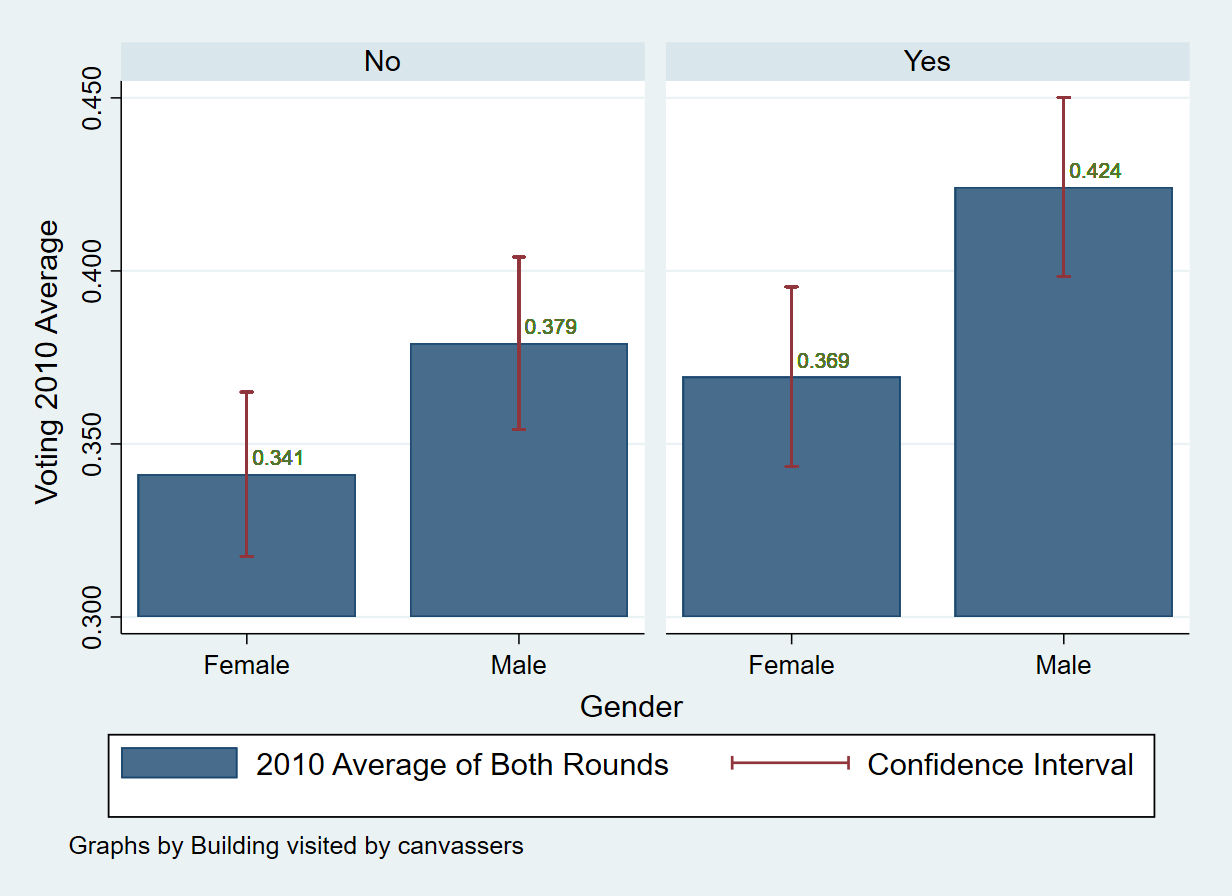 No
Yes
Voting 2010 Average
0.450
0.400
0.350
0.300
0.341
0.379
0.369
0.424
Female
Male
Female
Male
Gender
2010 Average of Both Rounds
Confidence Interval
Graphs by Building visited by canvassers